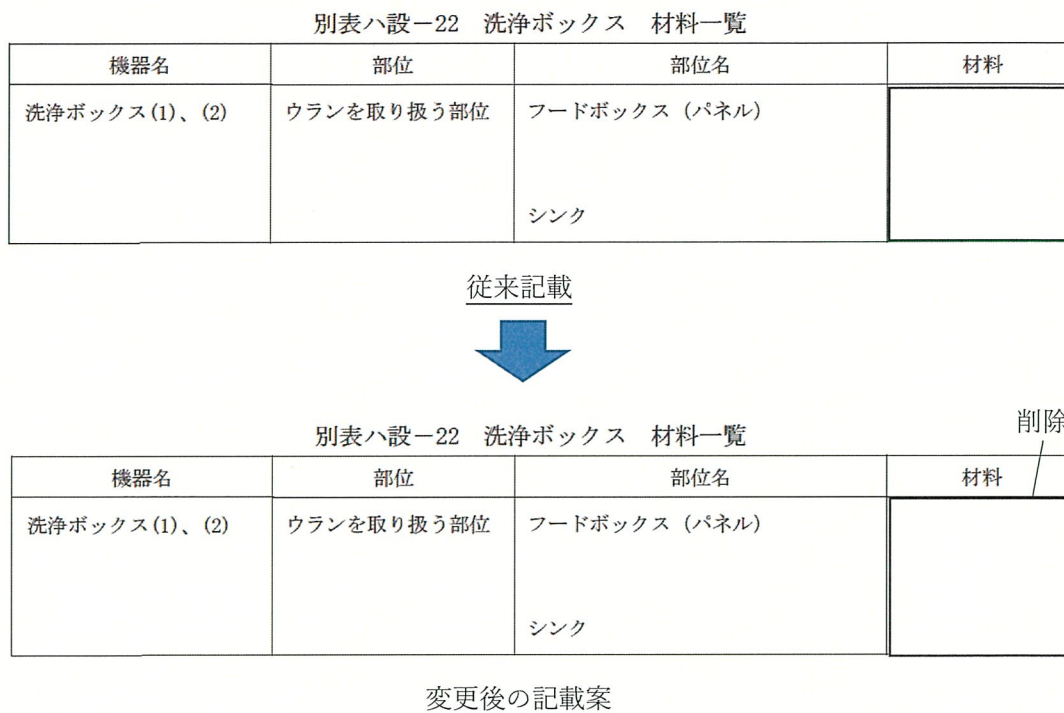 別表ハ設－22　洗浄ボックス　材料一覧
機器名　部位　部位名　材料
洗浄ボックス(1)、(2)　ウランを取り扱う部位　フードボックス（パネル）
シンク
従来記載
削除
別表ハ設－22　洗浄ボックス　材料一覧
機器名　部位　部位名　材料
洗浄ボックス(1)、(2)　ウランを取り扱う部位　フードボックス（パネル）
シンク
変更後の記載案